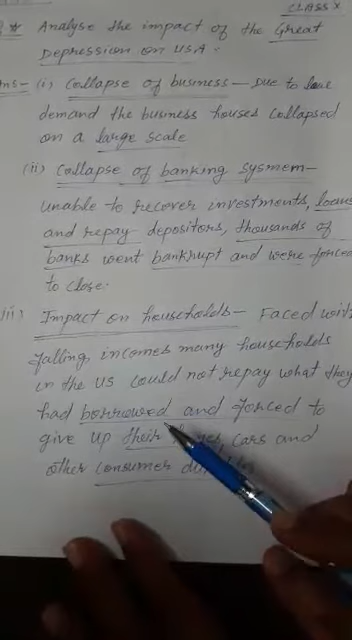 CLASS X
Q* Analyse the impact of the Great
Depression on USA.
Ans- (i) Collapse of business - Due to low
demand the business houses collapsed
on a large scale
(ii) Collapse of banking sysmem-
unable to recover investments, loans
and repay depositors, thousands of
banks went bankrupt and were forced
to close.
iii) Impact on households - Faced with
falling incomes many households
in the US could not repay what they
had borrowed and forced to
give up their cars and
other consumer